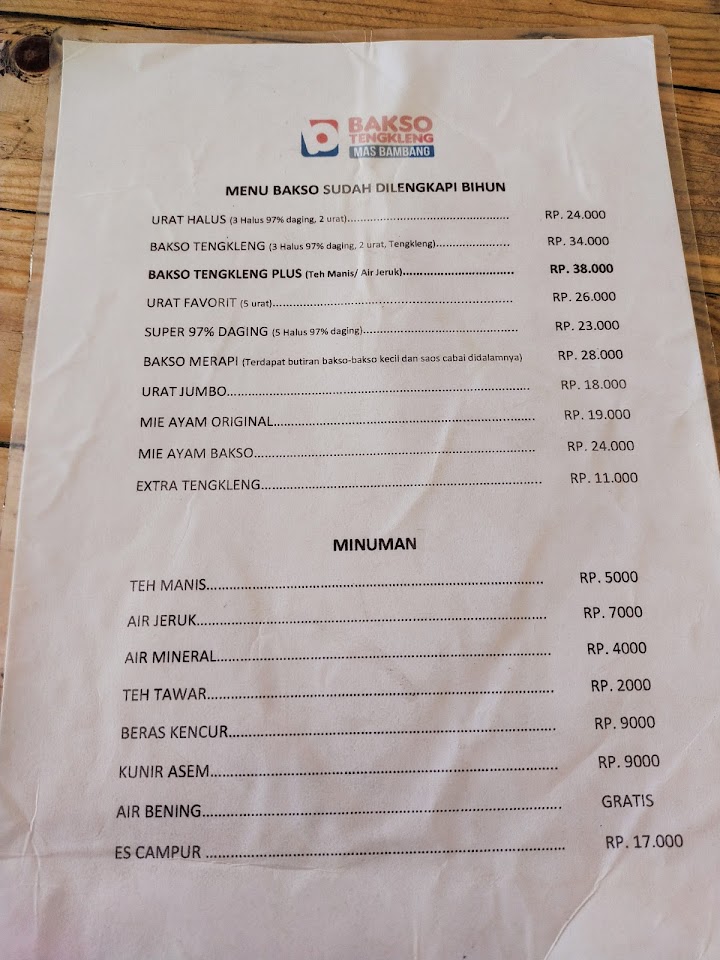 BAKSO
TENGKLENG
MAS BAMBANG
MENU BAKSO SUDAH DILENGKAPI BIHUN
URAT HALUS (3 Halus 97% daging, 2 urat)........................................ RP. 24.000
BAKSO TENGKLENG (3 Halus 97% daging, 2 urat, Tengkleng)..................... RP. 34.000
BAKSO TENGKLENG PLUS (Teh Manis/ Air Jeruk)............................. RP. 38.000
URAT FAVORIT (5 urat)............................................................ RP. 26.000
SUPER 97% DAGING (5 Halus 97% daging)....................................... RP. 23.000
BAKSO MERAPI (Terdapat butiran bakso-bakso kecil dan saos cabai didalamnya) RP. 28.000
URAT JUMBO........................................................................ RP. 18.000
MIE AYAM ORIGINAL............................................................. RP. 19.000
MIE AYAM BAKSO................................................................. RP. 24.000
EXTRA TENGKLENG................................................................ RP. 11.000
MINUMAN
TEH MANIS........................................................................ RP. 5000
AIR JERUK......................................................................... RP. 7000
AIR MINERAL...................................................................... RP. 4000
TEH TAWAR........................................................................ RP. 2000
BERAS KENCUR.................................................................... RP. 9000
KUNIR ASEM....................................................................... RP. 9000
AIR BENING........................................................................ GRATIS
ES CAMPUR ........................................................................ RP. 17.000